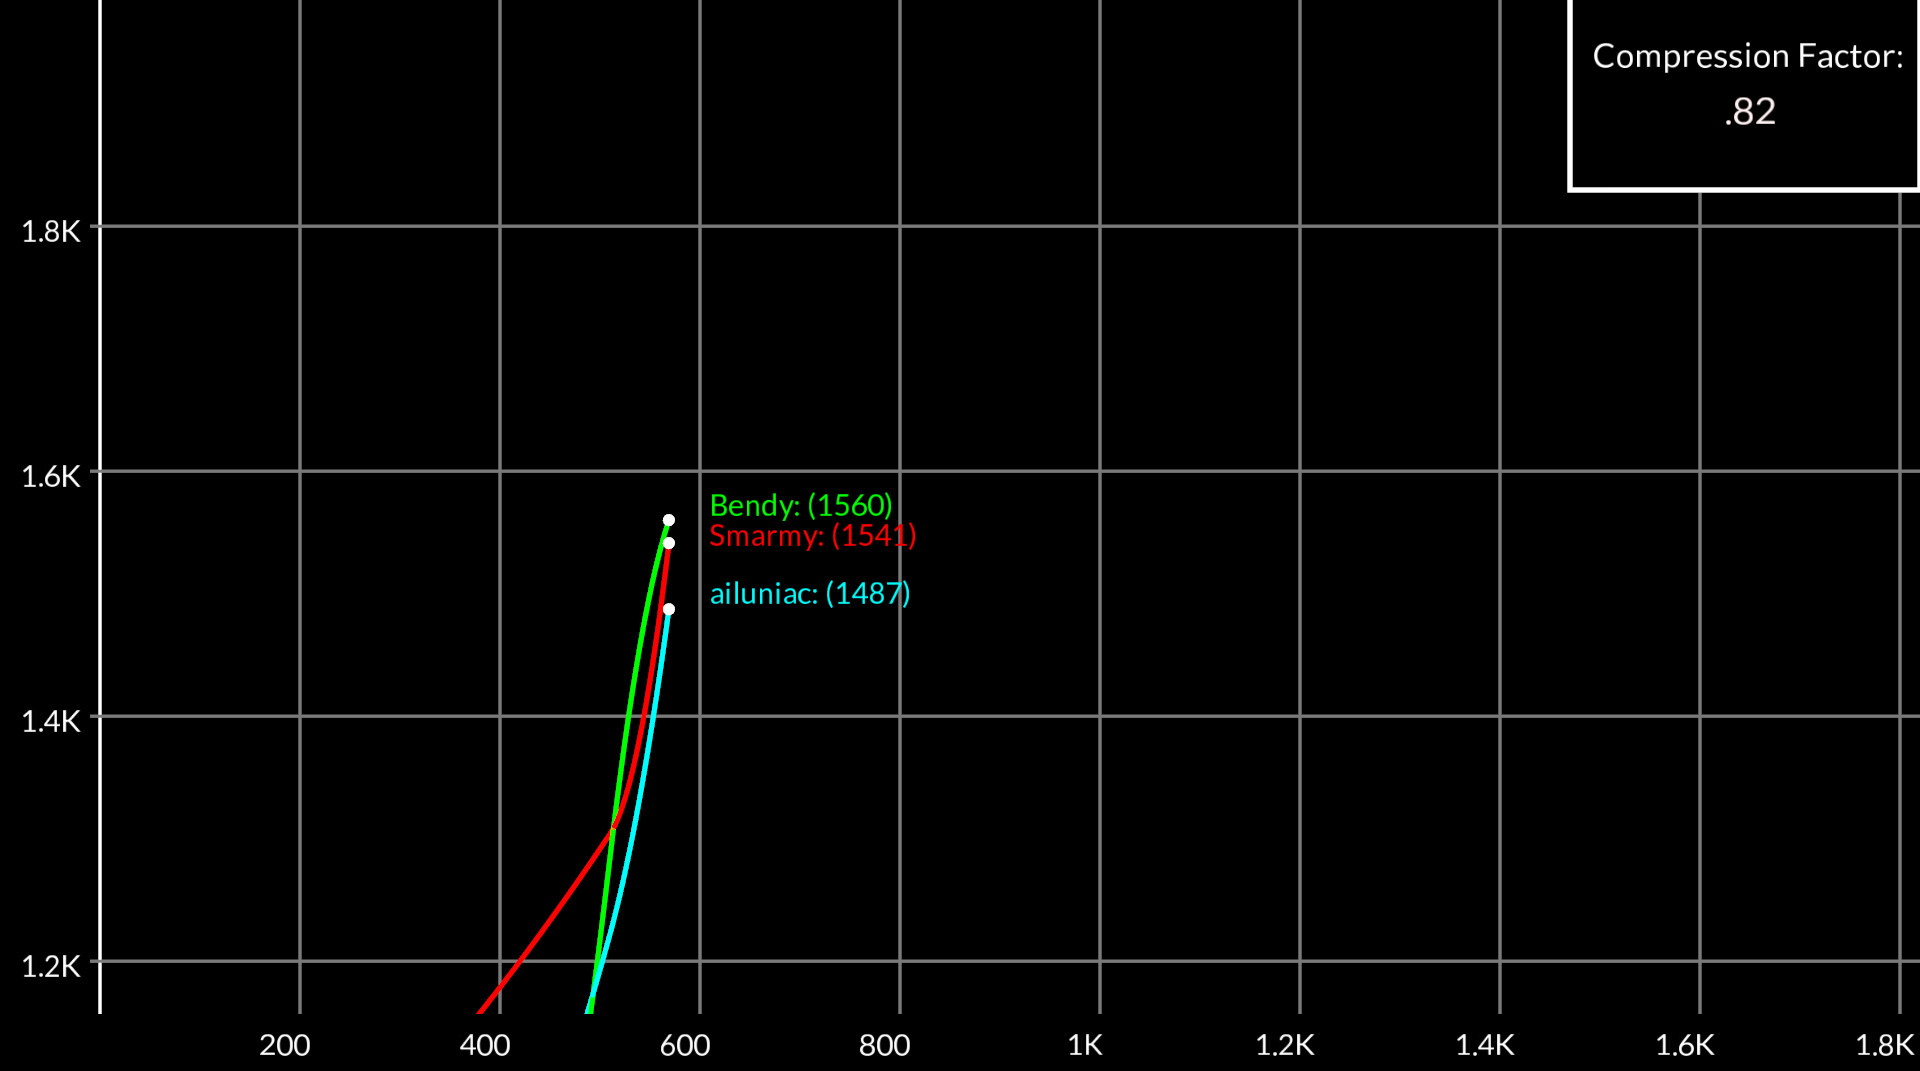 Compression Factor:
.82
1.8K
1.6K
Bendy: (1560)
Smarmy: (1541)
ailuniac: (1487)
1.4K
1.2K
200 400 600 800 1K 1.2K 1.4K 1.6K 1.8K